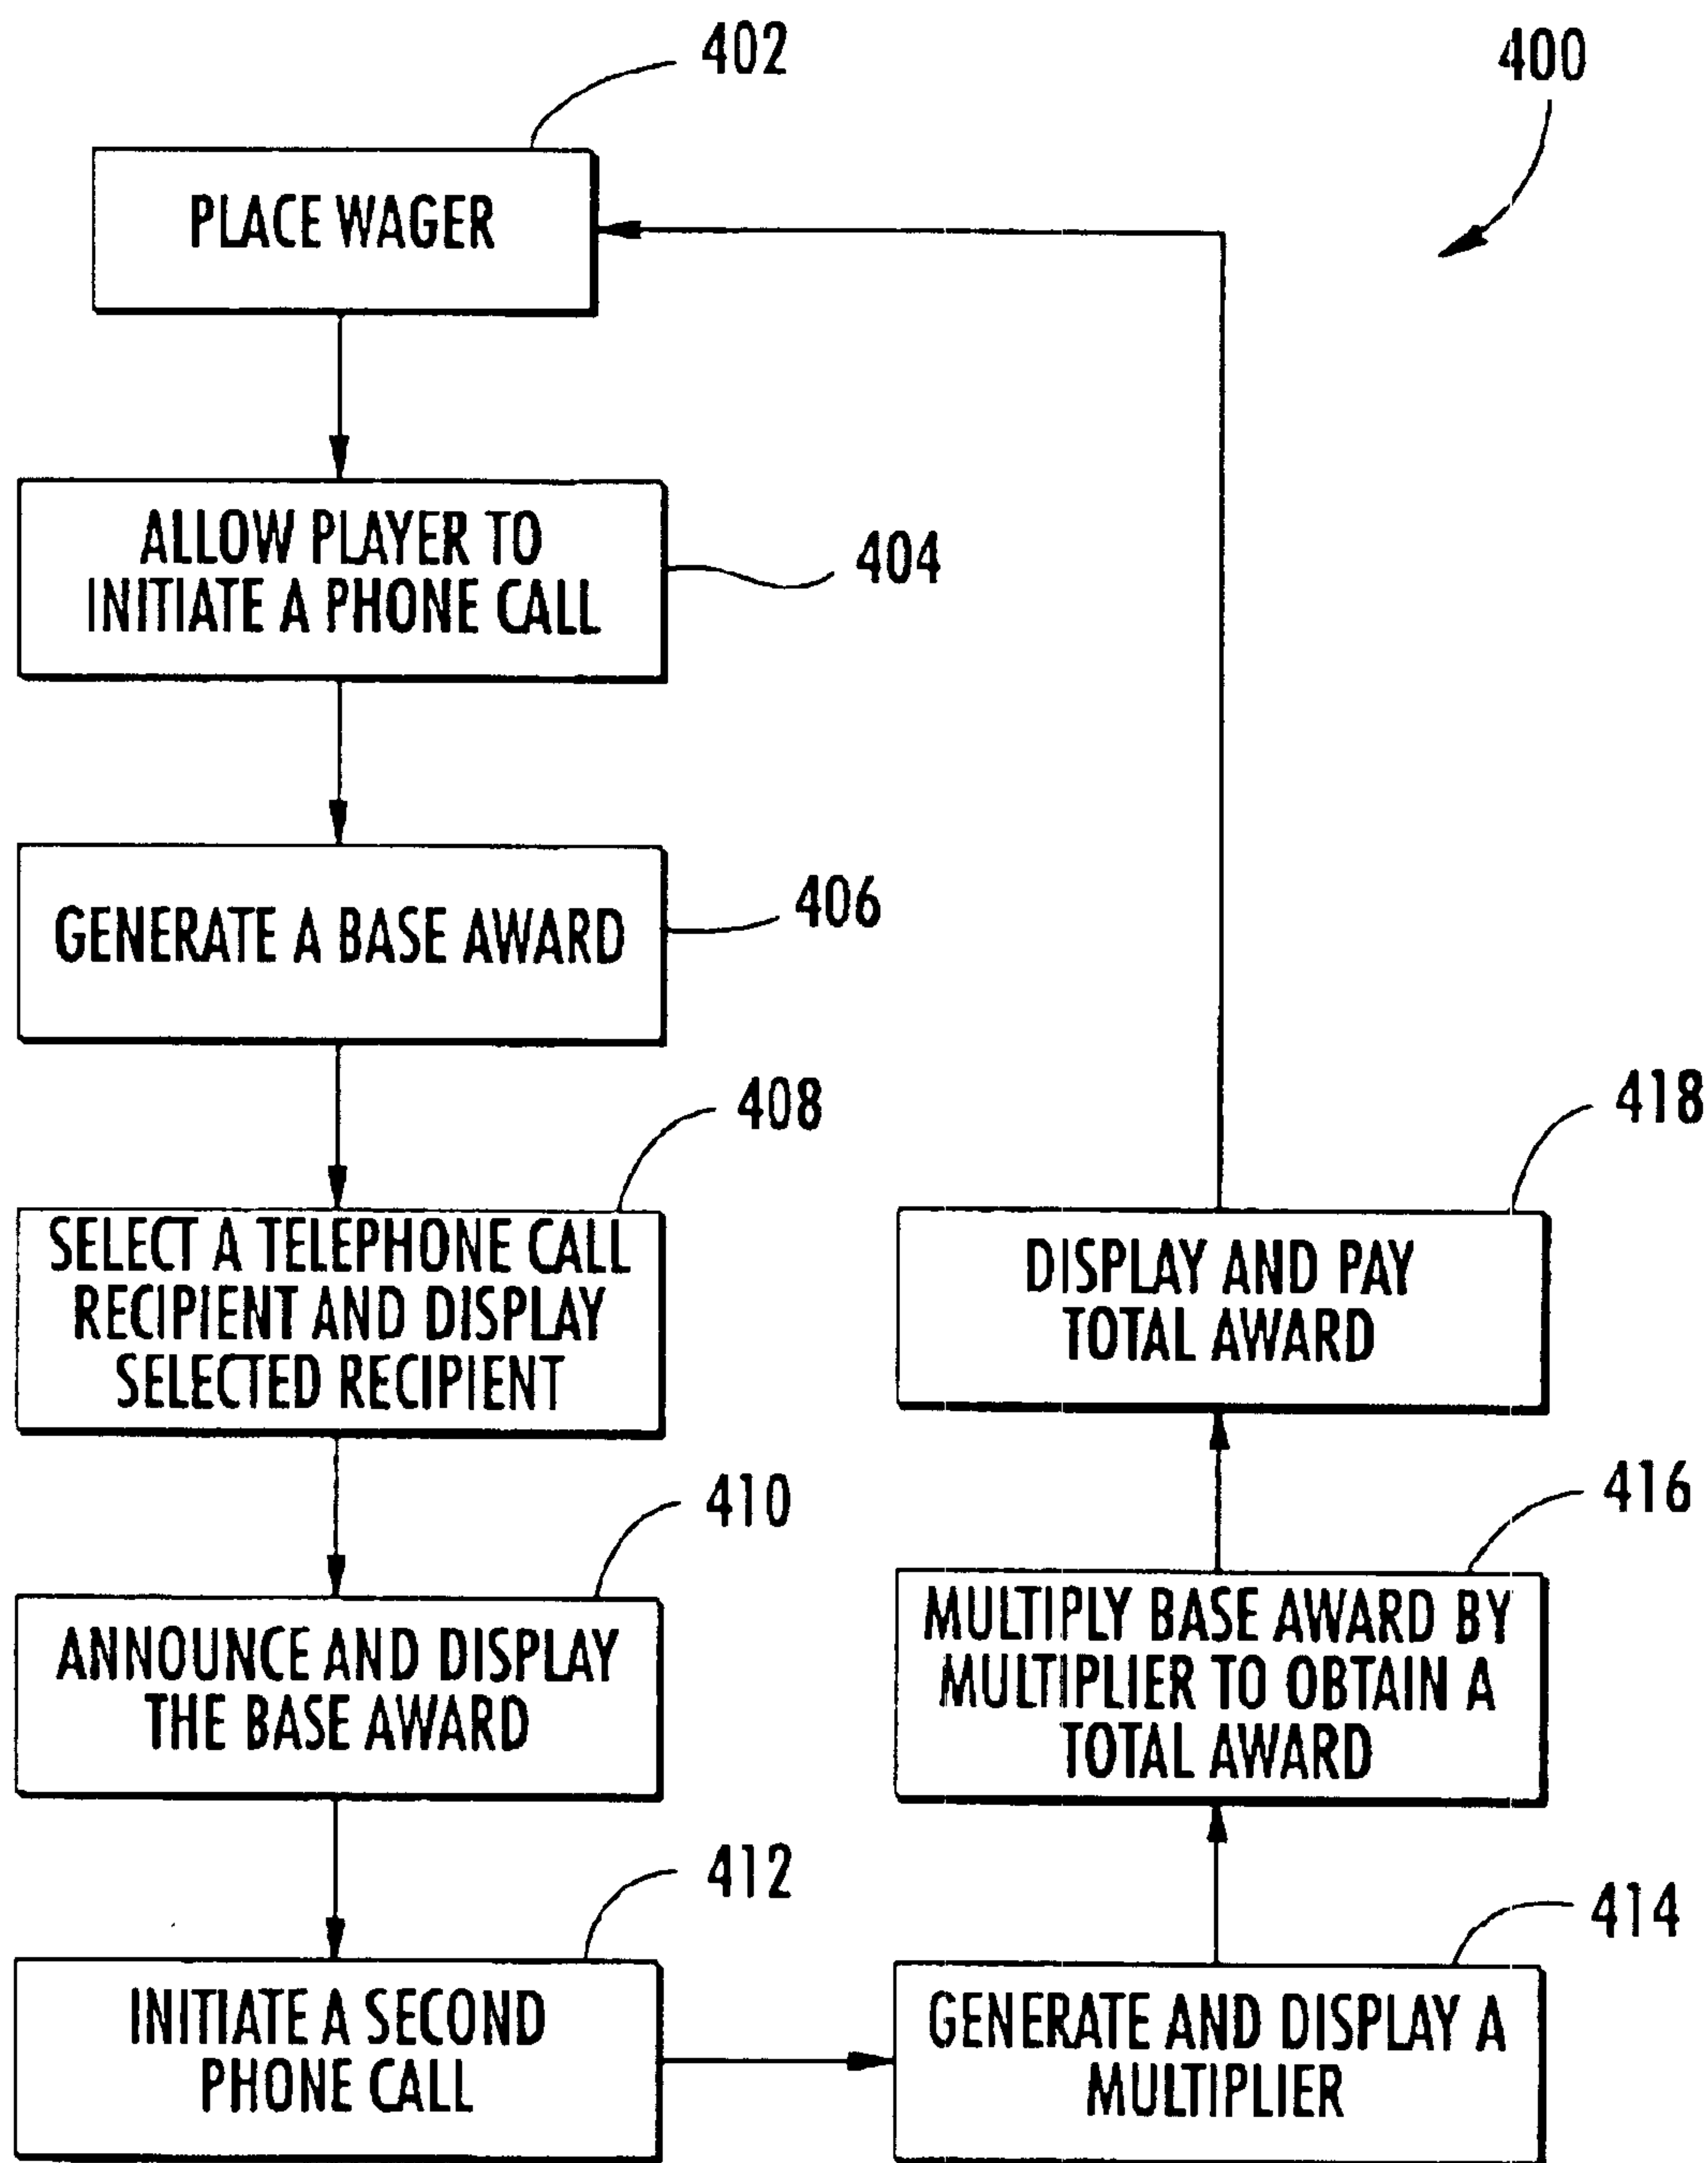 402
400
PLACE WAGER
ALLOW PLAYER TO
INITIATE A PHONE CALL
404
GENERATE A BASE AWARD
406
408
SELECT A TELEPHONE CALL
RECIPIENT AND DISPLAY
SELECTED RECIPIENT
410
ANNOUNCE AND DISPLAY
THE BASE AWARD
412
INITIATE A SECOND
PHONE CALL
414
GENERATE AND DISPLAY A
MULTIPLIER
416
MULTIPLY BASE AWARD BY
MULTIPLIER TO OBTAIN A
TOTAL AWARD
418
DISPLAY AND PAY
TOTAL AWARD